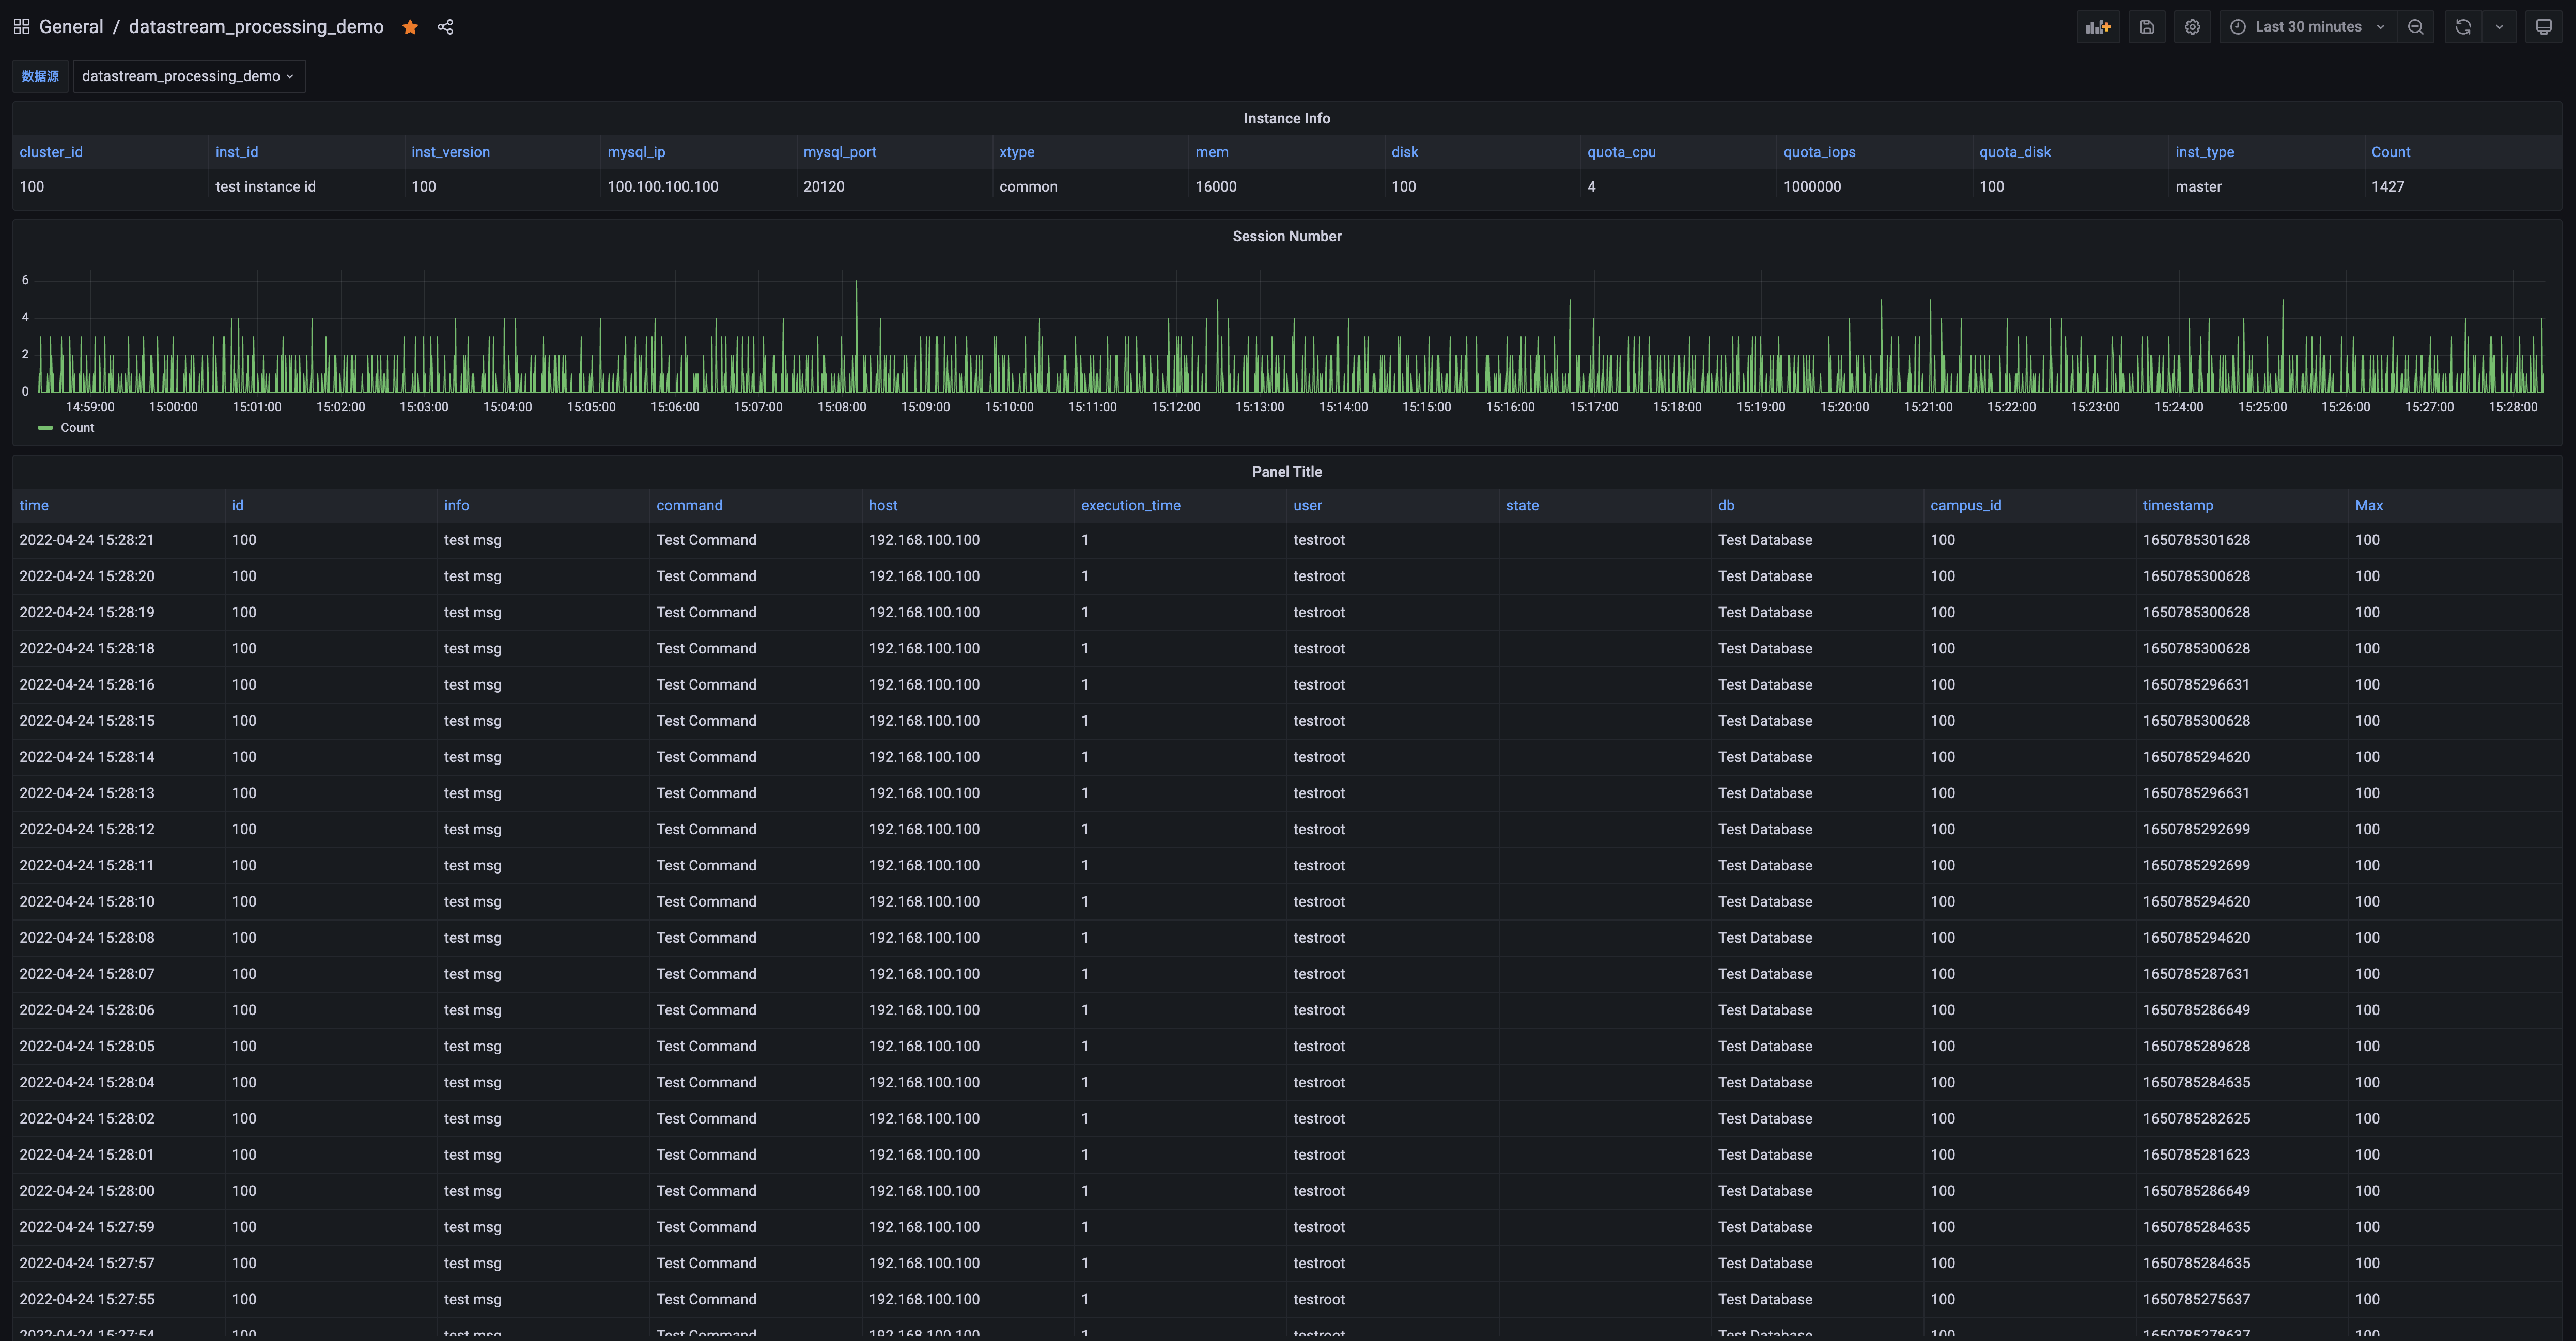 General / datastream_processing_demo
Last 30 minutes
数据源 datastream_processing_demo
Instance Info
cluster_id inst_id inst_version mysql_ip mysql_port xtype mem disk quota_cpu quota_iops quota_disk inst_type Count
100 test instance id 100 100.100.100.100 20120 common 16000 100 4 1000000 100 master 1427
Session Number
6
4
2
0
14:59:00 15:00:00 15:01:00 15:02:00 15:03:00 15:04:00 15:05:00 15:06:00 15:07:00 15:08:00 15:09:00 15:10:00 15:11:00 15:12:00 15:13:00 15:14:00 15:15:00 15:16:00 15:17:00 15:18:00 15:19:00 15:20:00 15:21:00 15:22:00 15:23:00 15:24:00 15:25:00 15:26:00 15:27:00 15:28:00
Count
Panel Title
time id info command host execution_time user state db campus_id timestamp Max
2022-04-24 15:28:21 100 test msg Test Command 192.168.100.100 1 testroot Test Database 100 1650785301628 100
2022-04-24 15:28:20 100 test msg Test Command 192.168.100.100 1 testroot Test Database 100 1650785300628 100
2022-04-24 15:28:19 100 test msg Test Command 192.168.100.100 1 testroot Test Database 100 1650785300628 100
2022-04-24 15:28:18 100 test msg Test Command 192.168.100.100 1 testroot Test Database 100 1650785300628 100
2022-04-24 15:28:16 100 test msg Test Command 192.168.100.100 1 testroot Test Database 100 1650785296631 100
2022-04-24 15:28:15 100 test msg Test Command 192.168.100.100 1 testroot Test Database 100 1650785300628 100
2022-04-24 15:28:14 100 test msg Test Command 192.168.100.100 1 testroot Test Database 100 1650785294620 100
2022-04-24 15:28:13 100 test msg Test Command 192.168.100.100 1 testroot Test Database 100 1650785296631 100
2022-04-24 15:28:12 100 test msg Test Command 192.168.100.100 1 testroot Test Database 100 1650785292699 100
2022-04-24 15:28:11 100 test msg Test Command 192.168.100.100 1 testroot Test Database 100 1650785292699 100
2022-04-24 15:28:10 100 test msg Test Command 192.168.100.100 1 testroot Test Database 100 1650785294620 100
2022-04-24 15:28:08 100 test msg Test Command 192.168.100.100 1 testroot Test Database 100 1650785294620 100
2022-04-24 15:28:07 100 test msg Test Command 192.168.100.100 1 testroot Test Database 100 1650785287631 100
2022-04-24 15:28:06 100 test msg Test Command 192.168.100.100 1 testroot Test Database 100 1650785286649 100
2022-04-24 15:28:05 100 test msg Test Command 192.168.100.100 1 testroot Test Database 100 1650785289628 100
2022-04-24 15:28:04 100 test msg Test Command 192.168.100.100 1 testroot Test Database 100 1650785284635 100
2022-04-24 15:28:02 100 test msg Test Command 192.168.100.100 1 testroot Test Database 100 1650785282625 100
2022-04-24 15:28:01 100 test msg Test Command 192.168.100.100 1 testroot Test Database 100 1650785281623 100
2022-04-24 15:28:00 100 test msg Test Command 192.168.100.100 1 testroot Test Database 100 1650785286649 100
2022-04-24 15:27:59 100 test msg Test Command 192.168.100.100 1 testroot Test Database 100 1650785284635 100
2022-04-24 15:27:57 100 test msg Test Command 192.168.100.100 1 testroot Test Database 100 1650785284635 100
2022-04-24 15:27:55 100 test msg Test Command 192.168.100.100 1 testroot Test Database 100 1650785275637 100
2022-04-24 15:27:54 100 test msg Test Command 192.168.100.100 1 testroot Test Database 100 1650785278637 100